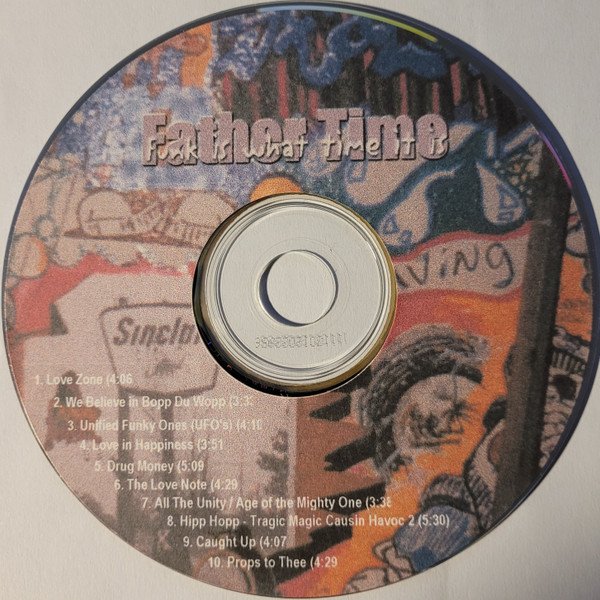 Father Time
Funk is what time it is
VING
Sinclair
1. Love Zone (4:06
2. We Believe in Bopp Du Wopp (3:3
3. Unified Funky Ones (UFO's) (4:10
4. Love in Happiness (3:51
5. Drug Money (5:09
6. The Love Note (4:29
7. All The Unity / Age of the Mighty One (3:38
8. Hipp Hopp - Tragic Magic Causin Havoc 2 (5:30)
9. Caught Up (4:07
10. Props to Thee (4:29